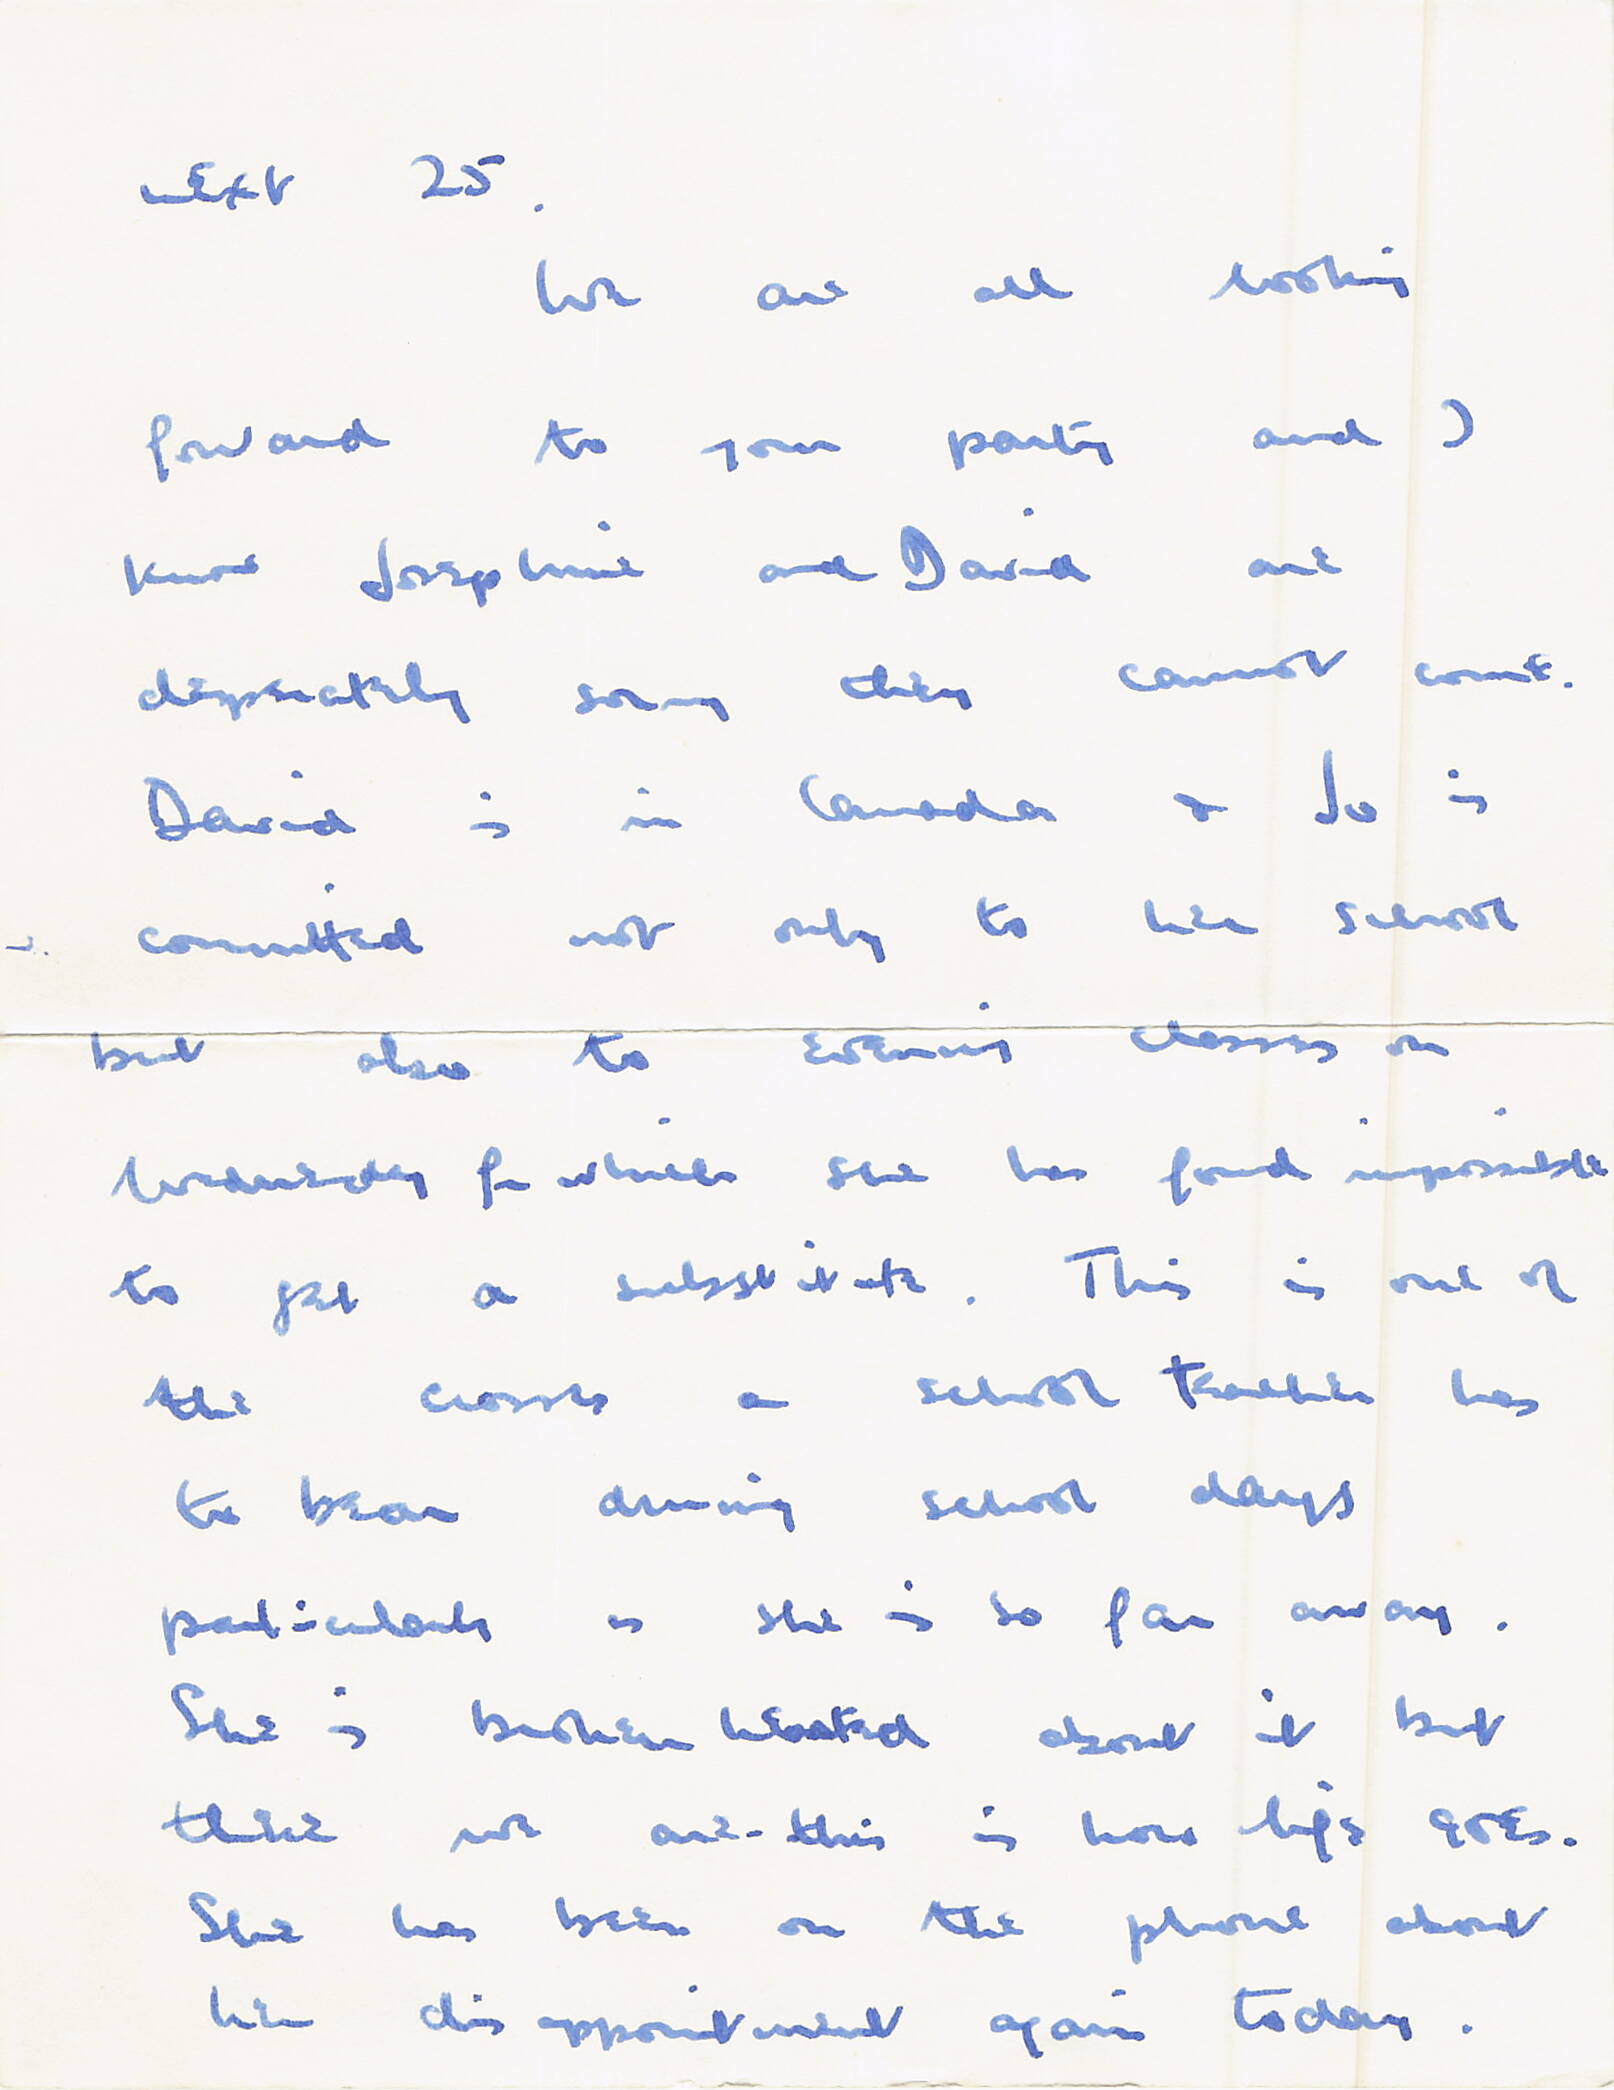 next 25.
We are all looking
forward to your party and I
know Josephine and David are
desperately sorry they cannot come.
David is in Canada & Jo is
committed not only to her school
but also to evening classes on
Wednesday for which she has found impossible
to get a substitute. This is one of
the crosses a school teacher has
to bear during school days
particularly as she is so far away.
She is broken hearted about it but
there we are - this is how life goes.
She has been on the phone about
her disappointment again today.